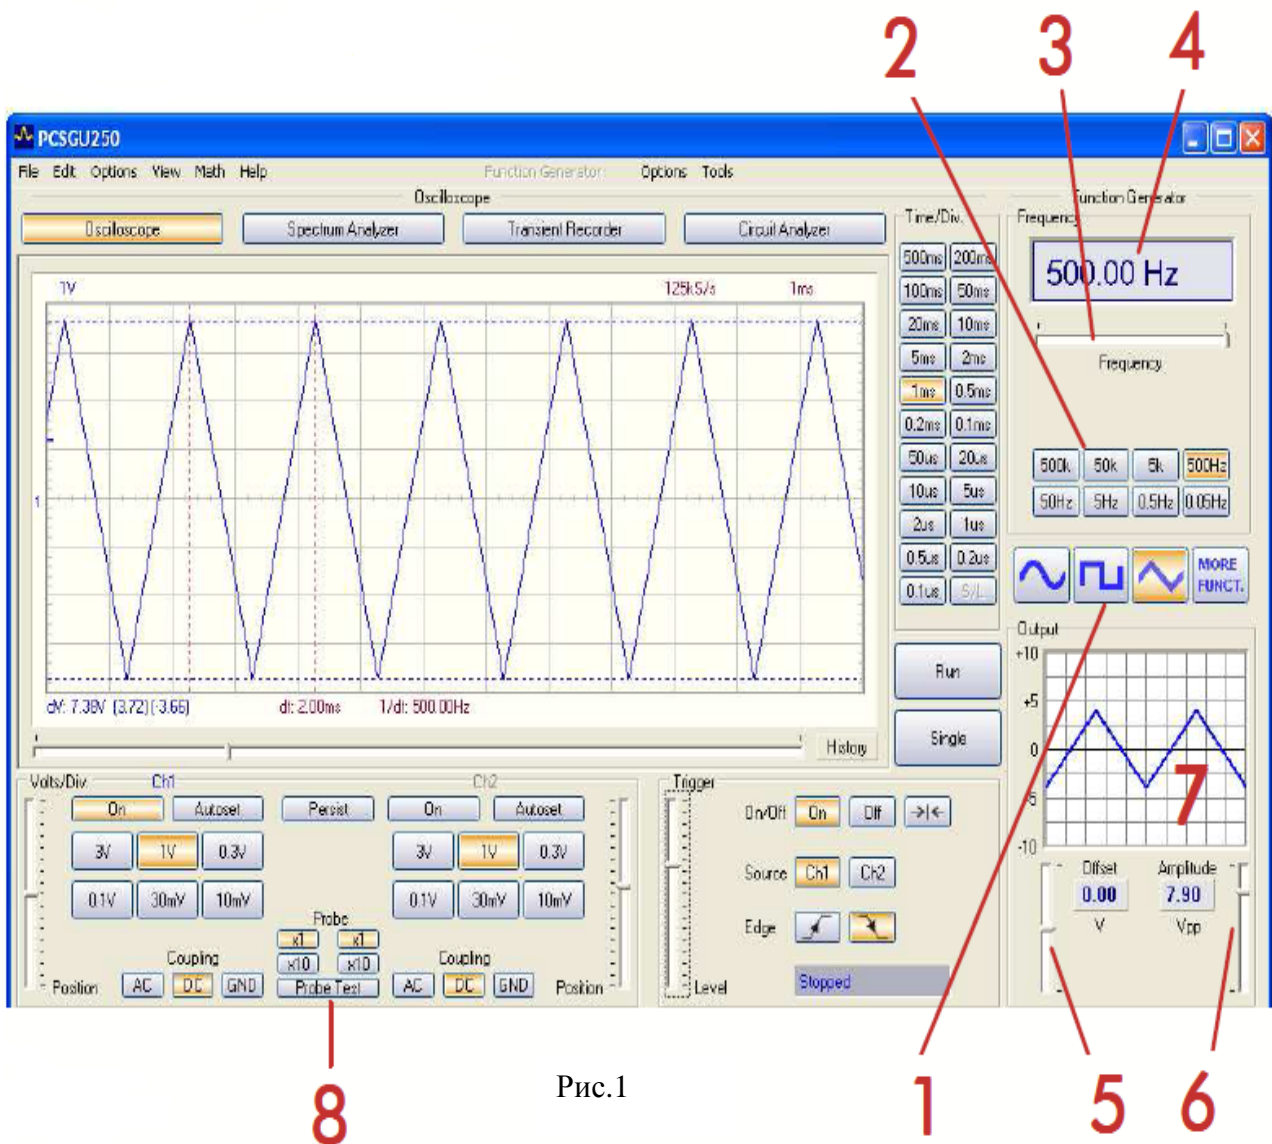 2 3 4
PCSGU250
File Edit Options View Math Help Function Generator: Options Tools
Oscilloscope
Function Generator
Oscilloscope Spectrum Analyzer Transient Recorder Circuit Analyzer
Time/Div.
500ms 200ms
100ms 50ms
20ms 10ms
5ms 2ms
1ms 0.5ms
0.2ms 0.1ms
50us 20us
10us 5us
2us 1us
0.5us 0.2us
0.1us S/L
Frequency
500.00 Hz
Frequency
500k 50k 5k 500Hz
50Hz 5Hz 0.5Hz 0.05Hz
MORE
FUNCT.
1V 125kS/s 1ms
1
dV: 7.38V (3.72)(-3.66) dt: 2.00ms 1/dt: 500.00Hz
History
Run
Single
Output
+10
+5
0
-5
-10
7
Offset Amplitude
0.00 7.90
V Vpp
Volts/Div. Ch1 Ch2
On Autoset Persist On Autoset
3V 1V 0.3V 3V 1V 0.3V
0.1V 30mV 10mV 0.1V 30mV 10mV
Probe
x1 x1
x10 x10
Probe Test
Coupling Coupling
Position AC DC GND AC DC GND Position
Trigger
On/Off On Off
Source Ch1 Ch2
Edge
Level Stopped
8 1 5 6
Рис.1